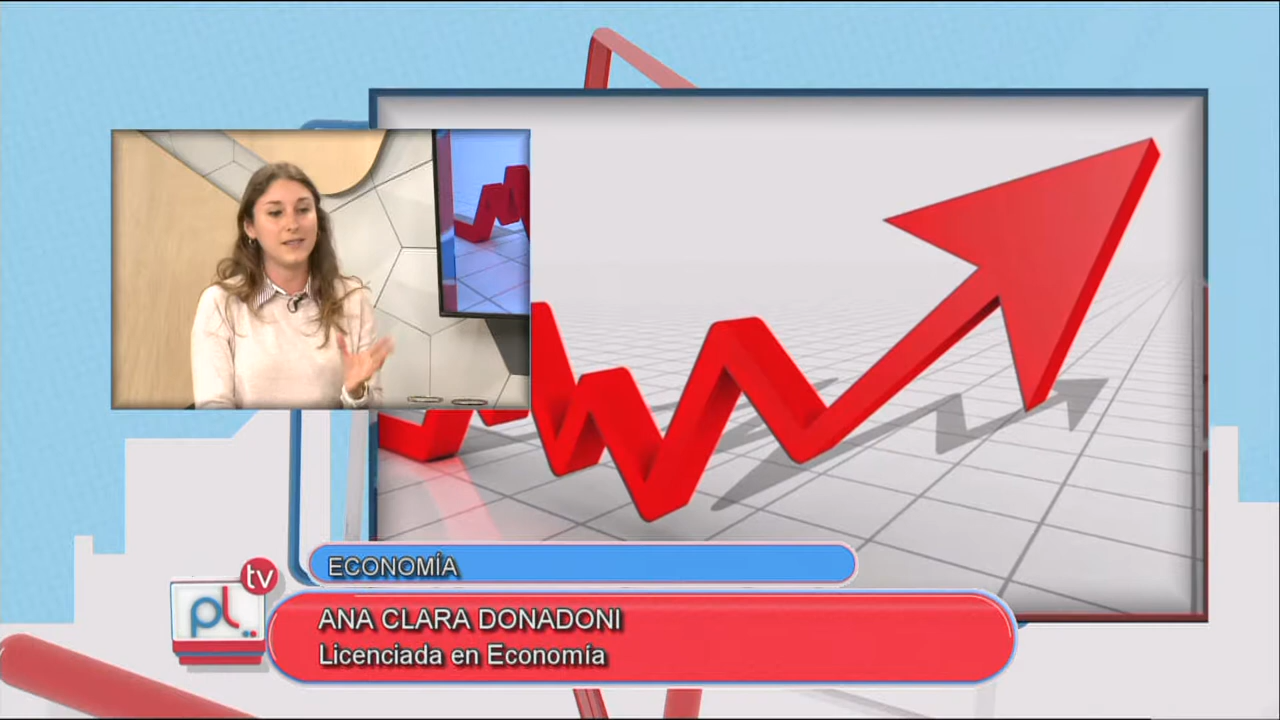 ECONOMÍA
tv
pl
ANA CLARA DONADONI
Licenciada en Economía